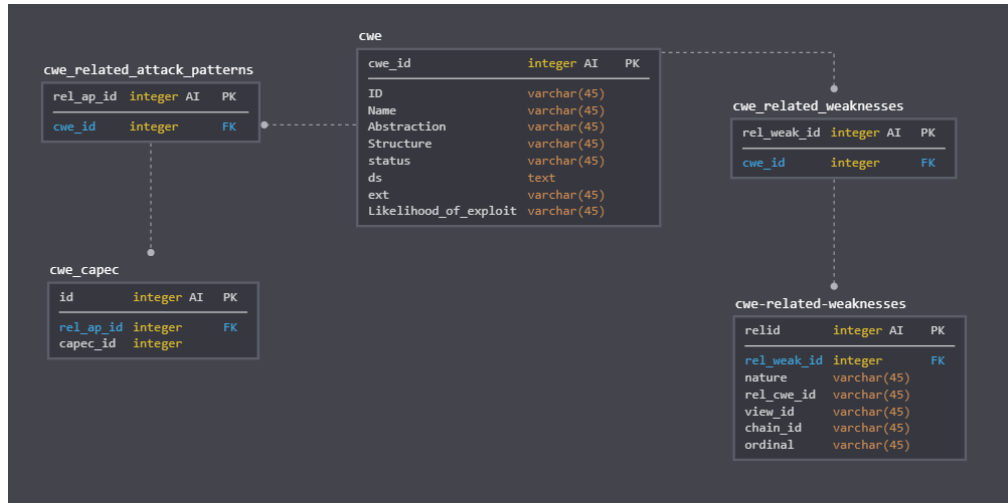 cwe
cwe_id integer AI PK
ID varchar(45)
Name varchar(45)
Abstraction varchar(45)
Structure varchar(45)
status varchar(45)
ds text
ext varchar(45)
Likelihood_of_exploit varchar(45)
cwe_related_attack_patterns
rel_ap_id integer AI PK
cwe_id integer FK
cwe_capec
id integer AI PK
rel_ap_id integer FK
capec_id integer
cwe_related_weaknesses
rel_weak_id integer AI PK
cwe_id integer FK
cwe-related-weaknesses
relid integer AI PK
rel_weak_id integer FK
nature varchar(45)
rel_cwe_id varchar(45)
view_id varchar(45)
chain_id varchar(45)
ordinal varchar(45)